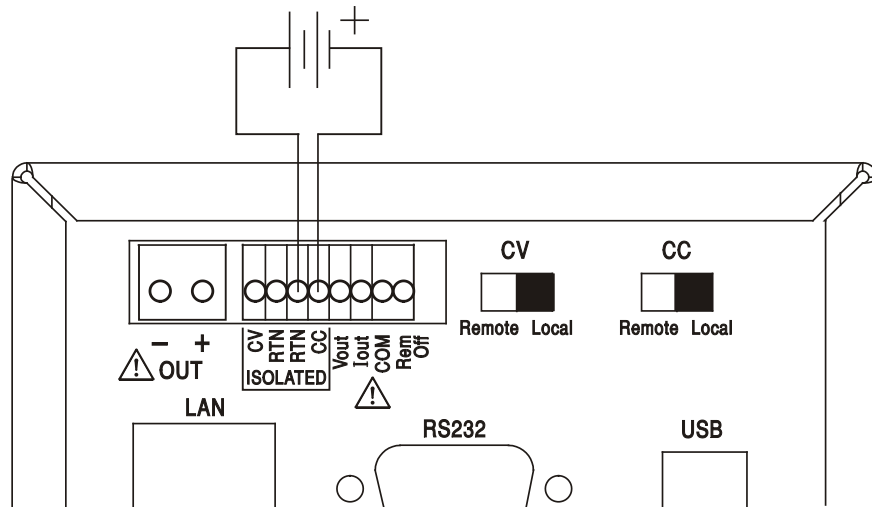 +
CV
CC
Remote Local
Remote Local
CV
RTN
RTN
CC
Vout
Iout
COM
Rem
Off
- +
! OUT
ISOLATED
!
LAN
RS232
USB